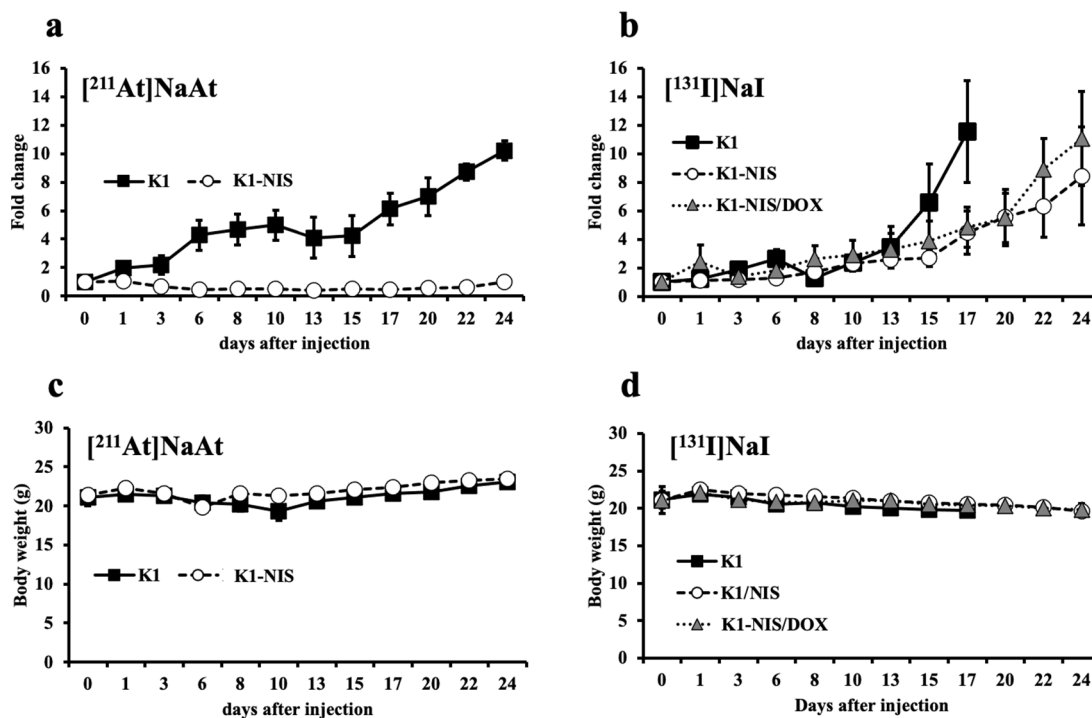 a
[²¹¹At]NaAt
Fold change
16
14
12
10
8
6
4
2
0
K1
K1-NIS
0 1 3 6 8 10 13 15 17 20 22 24
days after injection
b
[¹³¹I]NaI
Fold change
16
14
12
10
8
6
4
2
0
K1
K1-NIS
K1-NIS/DOX
0 1 3 6 8 10 13 15 17 20 22 24
days after injection
c
[²¹¹At]NaAt
Body weight (g)
30
25
20
15
10
5
0
K1
K1-NIS
0 1 3 6 8 10 13 15 17 20 22 24
days after injection
d
[¹³¹I]NaI
Body weight (g)
30
25
20
15
10
5
0
K1
K1/NIS
K1-NIS/DOX
0 1 3 6 8 10 13 15 17 20 22 24
Days after injection